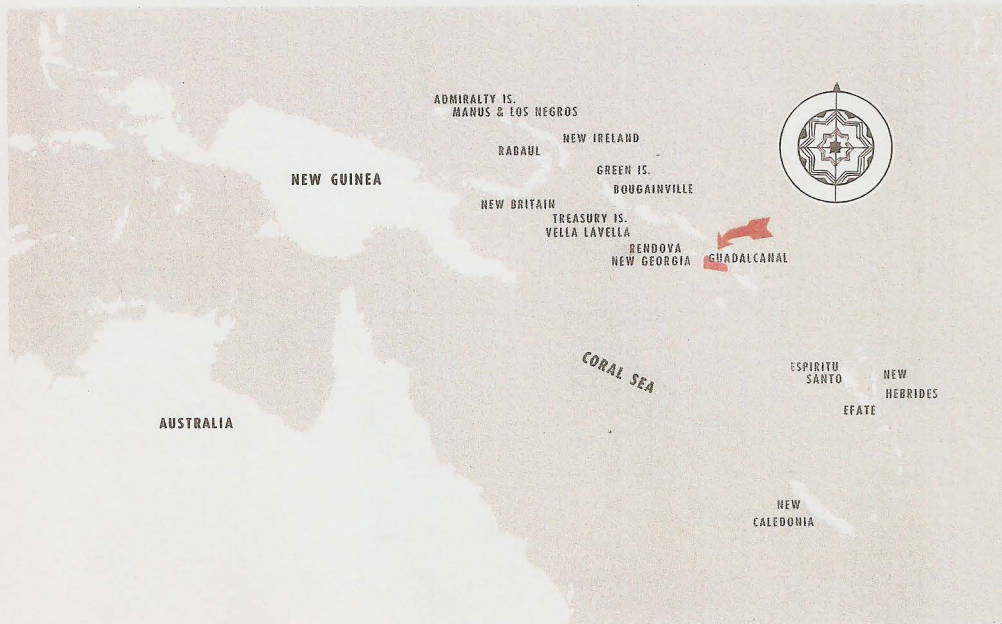 ADMIRALTY IS.
MANUS & LOS NEGROS
NEW IRELAND
RABAUL
GREEN IS.
NEW GUINEA
BOUGAINVILLE
NEW BRITAIN
TREASURY IS.
VELLA LAVELLA
RENDOVA
NEW GEORGIA
GUADALCANAL
CORAL SEA
ESPIRITU
SANTO
NEW
HEBRIDES
EFATE
AUSTRALIA
NEW
CALEDONIA